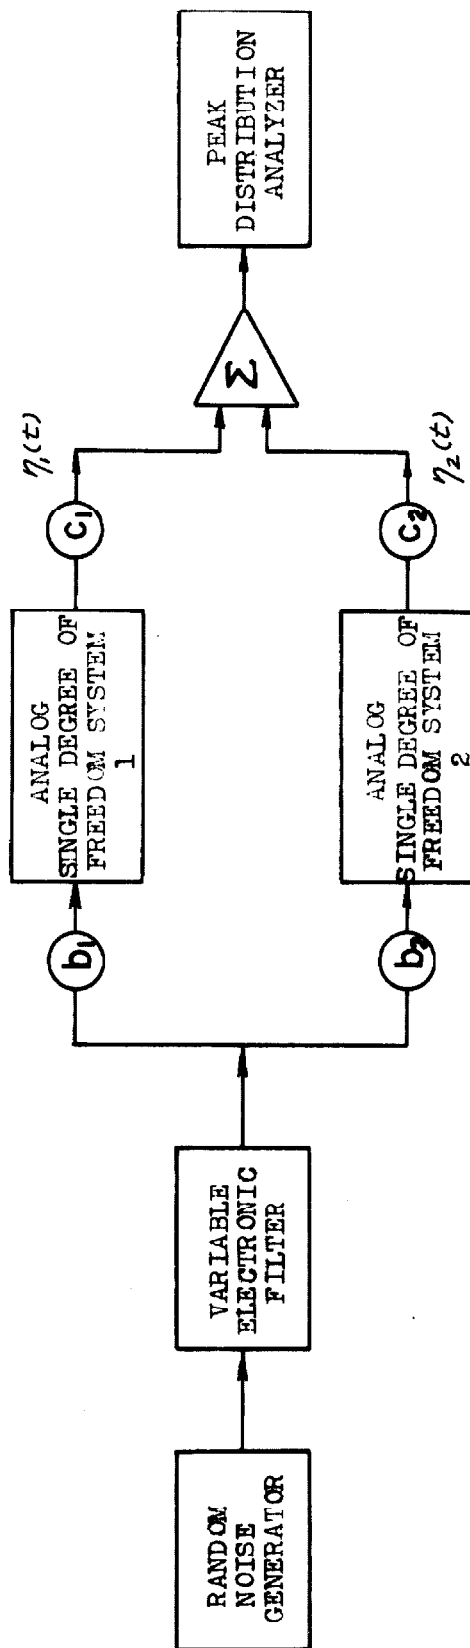 RANDOM
NOISE
GENERATOR
VARIABLE
ELECTRONIC
FILTER
b₁
ANALOG
SINGLE DEGREE OF
FREEDOM SYSTEM
1
c₁
η₁(t)
b₂
ANALOG
SINGLE DEGREE OF
FREEDOM SYSTEM
2
c₂
η₂(t)
Σ
PEAK
DISTRIBUTION
ANALYZER